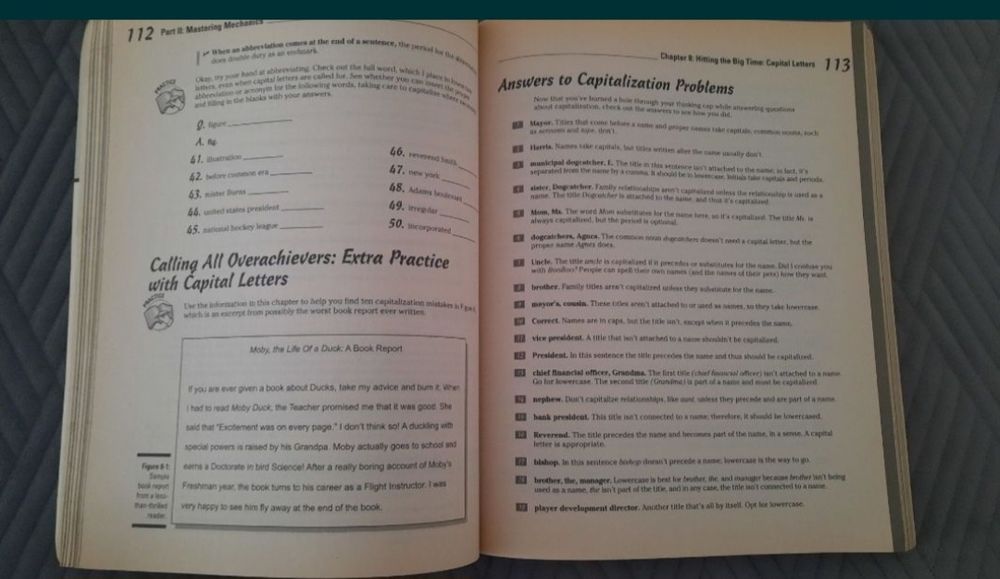 112 Part II: Mastering Mechanics
When an abbreviation comes at the end of a sentence, the period for the
does double duty as an endmark.
PRACTICE
Okay, try your hand at abbreviating. Check out the full word, which I place in
letters, even when capital letters are called for. See whether you can insert the proper
abbreviation or acronym for the following words, taking care to capitalize where
and filling in the blanks with your answers.
Q. figure
A. fig.
41. illustration
42. before common era
43. mister Burns
44. united states president
45. national hockey league
46. reverend Smith
47. new york
48. Adams boulevard
49. irregular
50. incorporated
Calling All Overachievers: Extra Practice
with Capital Letters
PRACTICE
Use the information in this chapter to help you find ten capitalization mistakes in
which is an excerpt from possibly the worst book report ever written.
Moby, the Life Of a Duck: A Book Report
If you are ever given a book about Ducks, take my advice and burn it. When
I had to read Moby Duck, the Teacher promised me that it was good. She
said that "Excitement was on every page." I don't think so! A duckling with
special powers is raised by his Grandpa. Moby actually goes to school and
earns a Doctorate in bird Science! After a really boring account of Moby's
Freshman year, the book turns to his career as a Flight Instructor. I was
very happy to see him fly away at the end of the book.
Figure 8-1:
Sample
book report
from a less-
than-thrilled
reader.
Chapter 8: Hitting the Big Time: Capital Letters 113
Answers to Capitalization Problems
Now that you've burned a hole through your thinking cap while answering questions
about capitalization, check out the answers to see how you did.
1 Mayor. Titles that come before a name and proper names take capitals; common nouns, such
as sermons and don't.
2 Harris. Names take capitals, but titles written after the name usually don't.
3 municipal dogcatcher, E. The title in this sentence isn't attached to the name; in fact, it's
separated from the name by a comma. It should be in lowercase. Initials take capitals and periods.
4 sister, Dogcatcher. Family relationships aren't capitalized unless the relationship is used as a
name. The title Dogcatcher is attached to the name, and thus it's capitalized.
5 Mom, Ms. The word Mom substitutes for the name here, so it's capitalized. The title Ms. is
always capitalized, but the period is optional.
6 dogcatchers, Agnes. The common noun dogcatchers doesn't need a capital letter, but the
proper name Agnes does.
7 Uncle. The title uncle is capitalized if it precedes or substitutes for the name. Did I confuse you
with People can spell their own names (and the names of their pets) how they want.
8 brother. Family titles aren't capitalized unless they substitute for the name.
9 mayor's, cousin. These titles aren't attached to or used as names, so they take lowercase.
10 Correct. Names are in caps, but the title isn't, except when it precedes the name.
11 vice president. A title that isn't attached to a name shouldn't be capitalized.
12 President. In this sentence the title precedes the name and thus should be capitalized.
13 chief financial officer, Grandma. The first title (chief financial officer) isn't attached to a name.
Go for lowercase. The second title (Grandma) is part of a name and must be capitalized.
14 nephew. Don't capitalize relationships, like aunt, unless they precede and are part of a name.
15 bank president. This title isn't connected to a name; therefore, it should be lowercased.
16 Reverend. The title precedes the name and becomes part of the name, in a sense. A capital
letter is appropriate.
17 bishop. In this sentence bishop doesn't precede a name; lowercase is the way to go.
18 brother, the, manager. Lowercase is best for brother, the, and manager because brother isn't being
used as a name, the isn't part of the title, and in any case, the title isn't connected to a name.
19 player development director. Another title that's all by itself. Opt for lowercase.